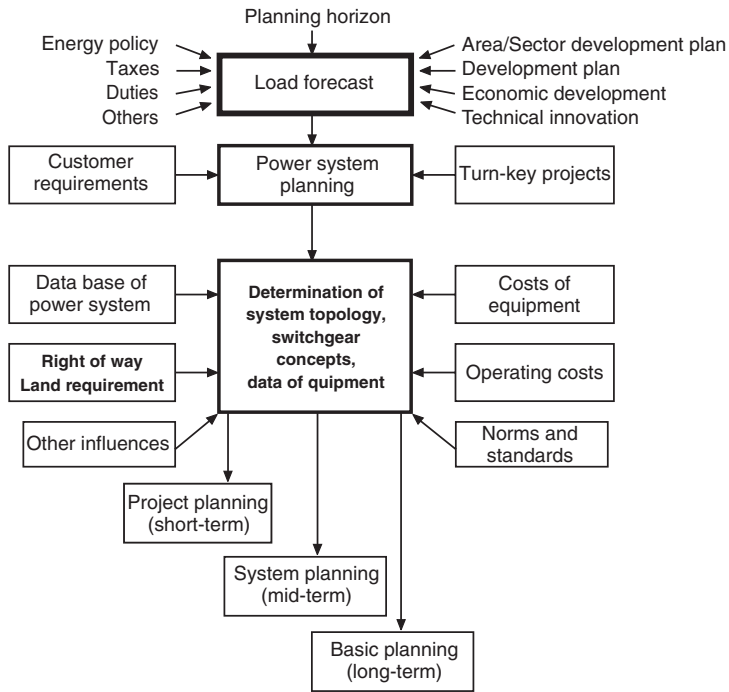 Planning horizon
Energy policy
Taxes
Duties
Others
Load forecast
Area/Sector development plan
Development plan
Economic development
Technical innovation
Customer
requirements
Power system
planning
Turn-key projects
Data base of
power system
Determination of
system topology,
switchgear
concepts,
data of quipment
Costs of
equipment
Right of way
Land requirement
Operating costs
Other influences
Norms and
standards
Project planning
(short-term)
System planning
(mid-term)
Basic planning
(long-term)